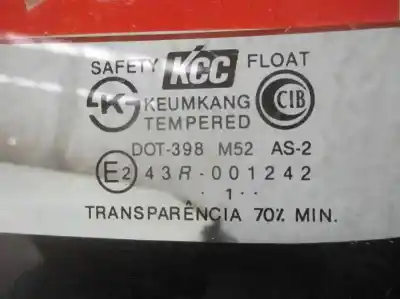 SAFETY KCC FLOAT
K KEUMKANG CIB
TEMPERED
DOT-398 M52 AS-2
E2 43R-001242
· 1 · ·
TRANSPARÊNCIA 70% MIN.